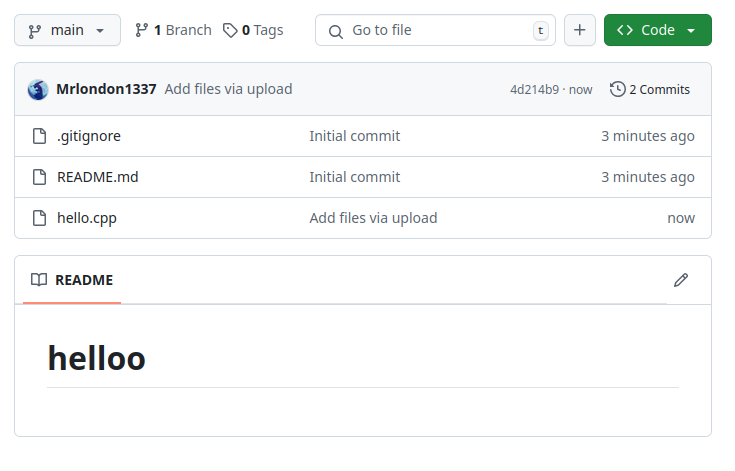 main 1 Branch 0 Tags Go to file t + Code
Mrlondon1337 Add files via upload 4d214b9 · now 2 Commits
.gitignore Initial commit 3 minutes ago
README.md Initial commit 3 minutes ago
hello.cpp Add files via upload now
README
helloo